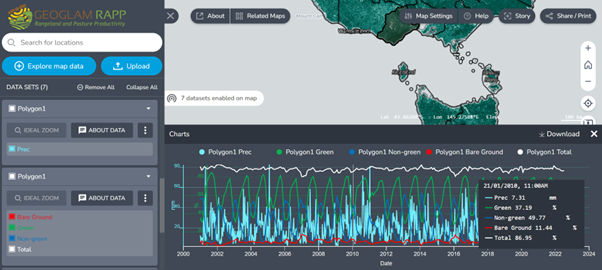 GEOGLAM RAPP
Rangeland and Pasture Productivity
Search for locations
Explore map data
Upload
DATA SETS (7)
Remove All
Collapse All
Polygon1
IDEAL ZOOM
ABOUT DATA
Prec
Polygon1
IDEAL ZOOM
ABOUT DATA
Bare Ground
Green
Non-green
Total
About
Related Maps
Map Settings
Help
Story
Share / Print
7 datasets enabled on map
Charts
Download
Polygon1 Prec
Polygon1 Green
Polygon1 Non-green
Polygon1 Bare Ground
Polygon1 Total
21/01/2010, 11:00AM
Prec 7.31 mm
Green 37.19 %
Non-green 49.77 %
Bare Ground 11.44 %
Total 86.95 %
80
60
40
20
2000 2002 2004 2006 2008 2010 2012 2014 2016 2018 2020 2022 2024
Date